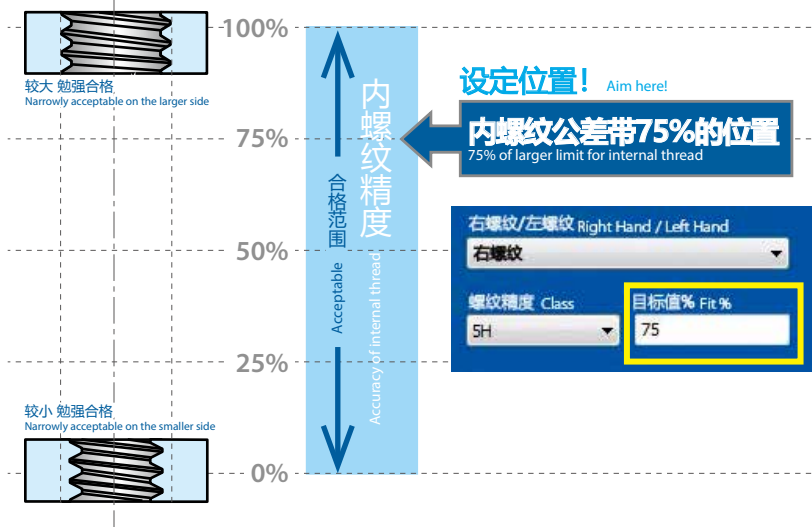 100%
较大 勉强合格
Narrowly acceptable on the larger side
75%
50%
25%
较小 勉强合格
Narrowly acceptable on the smaller side
0%
合格范围 Acceptable
内螺纹精度 Accuracy of internal thread
设定位置! Aim here!
内螺纹公差带75%的位置
75% of larger limit for internal thread
右螺纹/左螺纹 Right Hand / Left Hand
右螺纹
螺纹精度 Class
目标值% Fit %
5H
75